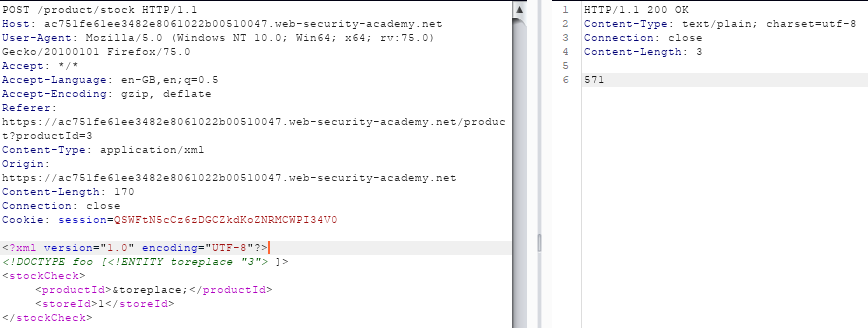 POST /product/stock HTTP/1.1
Host: ac751fe61ee3482e8061022b00510047.web-security-academy.net
User-Agent: Mozilla/5.0 (Windows NT 10.0; Win64; x64; rv:75.0)
Gecko/20100101 Firefox/75.0
Accept: */*
Accept-Language: en-GB,en;q=0.5
Accept-Encoding: gzip, deflate
Referer:
https://ac751fe61ee3482e8061022b00510047.web-security-academy.net/produc
t?productId=3
Content-Type: application/xml
Origin:
https://ac751fe61ee3482e8061022b00510047.web-security-academy.net
Content-Length: 170
Connection: close
Cookie: session=QSWFtN5cCz6zDGCZkdKoZNRMCWPI34V0
<?xml version="1.0" encoding="UTF-8"?>
<!DOCTYPE foo [<!ENTITY toreplace "3"> ]>
<stockCheck>
<productId>&toreplace;</productId>
<storeId>1</storeId>
</stockCheck>
1 HTTP/1.1 200 OK
2 Content-Type: text/plain; charset=utf-8
3 Connection: close
4 Content-Length: 3
5
6 571